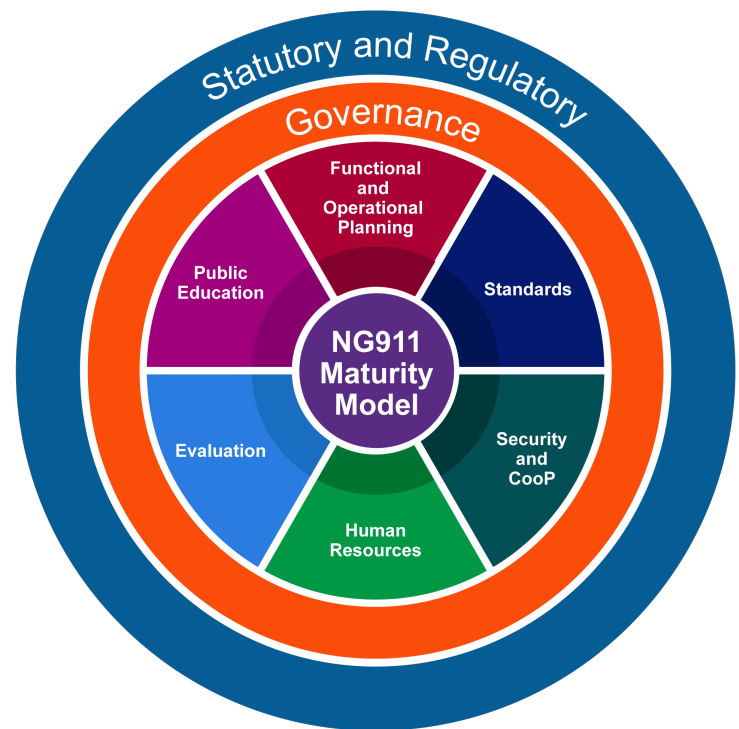 Statutory and Regulatory
Governance
Functional
and
Operational
Planning
Standards
Security
and
CooP
Human
Resources
Evaluation
Public
Education
NG911
Maturity
Model